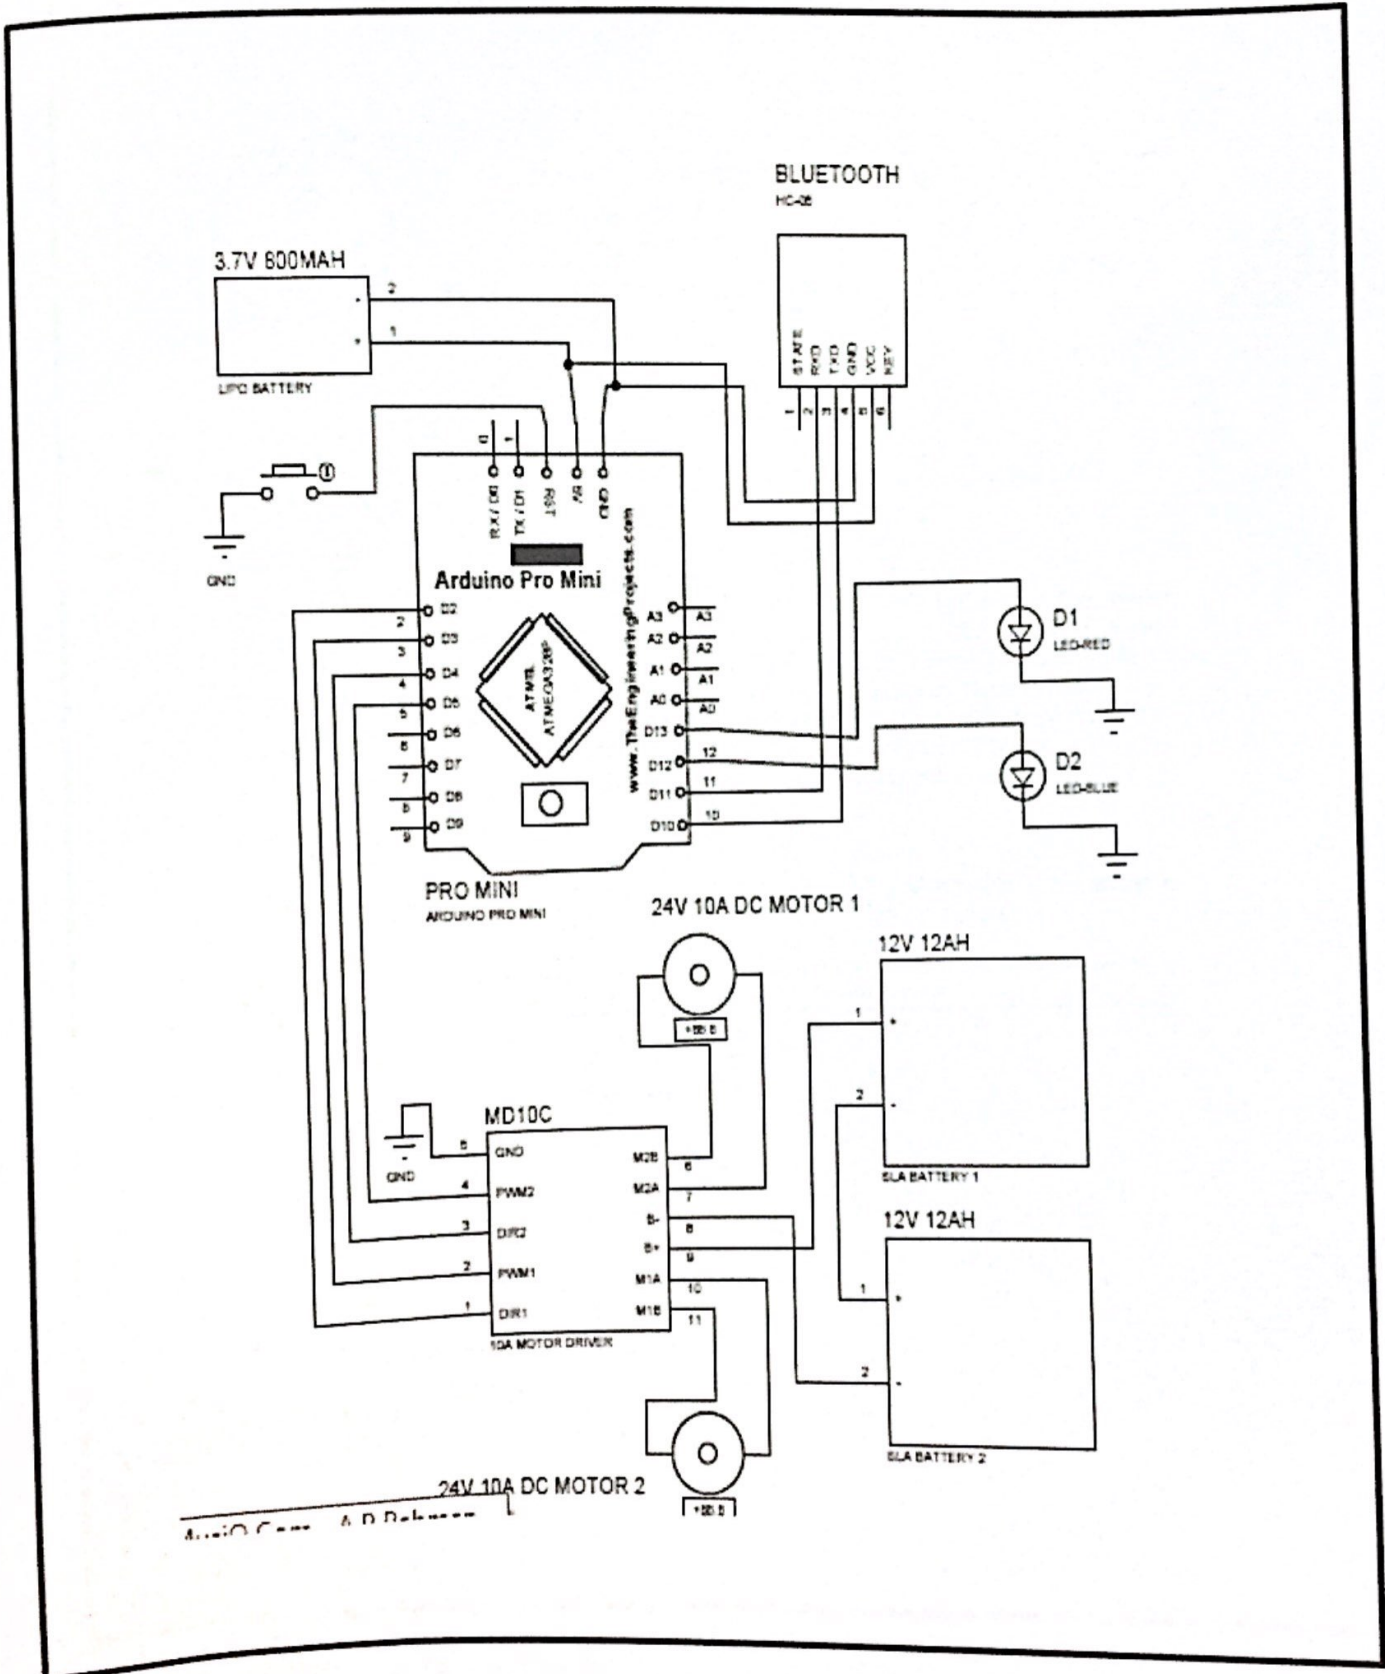 BLUETOOTH
HC-05
3.7V 800MAH
2
-
1
+
LIPO BATTERY
STATE
RXD
TXD
GND
VCC
KEY
1
2
3
4
5
6
GND
0
1
D0 / RX
D1 / TX
RST
5V
GND
Arduino Pro Mini
www.TheEngineeringProjects.com
ATMEL
ATMEGA328P
D2
2
D3
3
D4
4
D5
5
D6
6
D7
7
D8
8
D9
9
A3
A3
A2
A2
A1
A1
A0
A0
D13
D12
12
D11
11
D10
10
D1
LED-RED
D2
LED-BLUE
PRO MINI
ARDUINO PRO MINI
24V 10A DC MOTOR 1
12V 12AH
1
+
2
-
SLA BATTERY 1
12V 12AH
1
+
2
-
SLA BATTERY 2
MD10C
GND
5
GND
4
PWM2
3
DIR2
2
PWM1
1
DIR1
M2B
6
M2A
7
B-
8
B+
9
M1A
10
M1B
11
10A MOTOR DRIVER
24V 10A DC MOTOR 2